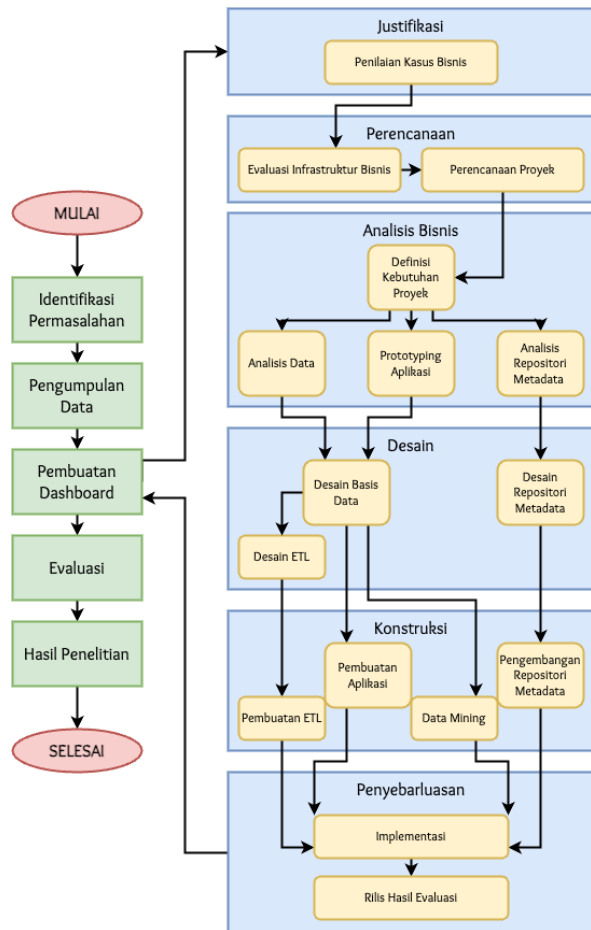 MULAI
Identifikasi
Permasalahan
Pengumpulan
Data
Pembuatan
Dashboard
Evaluasi
Hasil Penelitian
SELESAI
Justifikasi
Penilaian Kasus Bisnis
Perencanaan
Evaluasi Infrastruktur Bisnis
Perencanaan Proyek
Analisis Bisnis
Definisi
Kebutuhan
Proyek
Analisis Data
Prototyping
Aplikasi
Analisis
Repositori
Metadata
Desain
Desain Basis
Data
Desain
Repositori
Metadata
Desain ETL
Konstruksi
Pembuatan
Aplikasi
Pengembangan
Repositori
Metadata
Pembuatan ETL
Data Mining
Penyebarluasan
Implementasi
Rilis Hasil Evaluasi